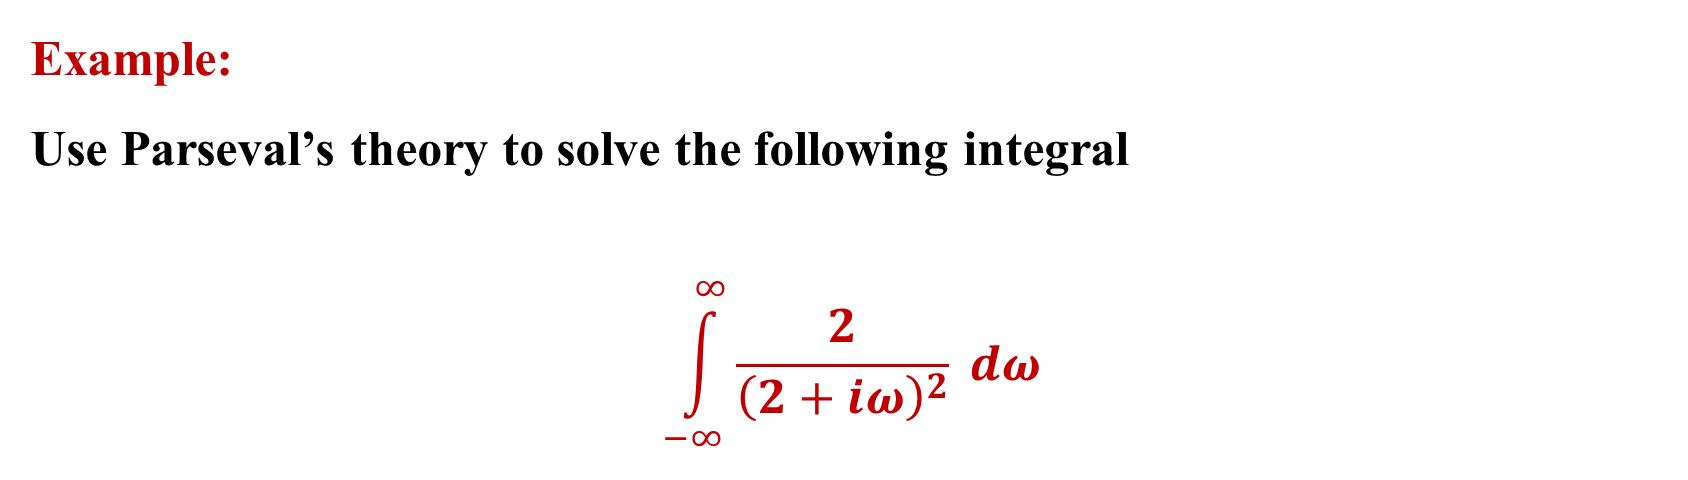 Example:
Use Parseval’s theory to solve the following integral
∞
∫ 2
(2 + iω)² dω
−∞